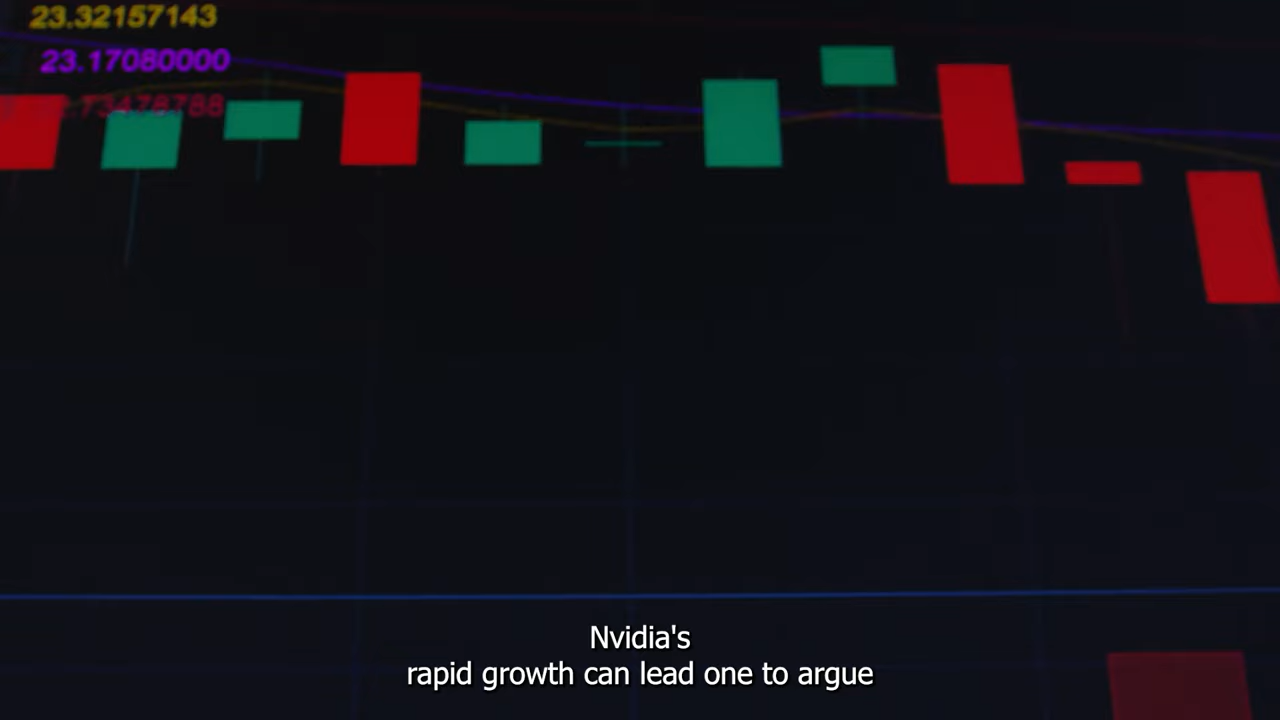 23.32157143
23.17080000
Nvidia's
rapid growth can lead one to argue